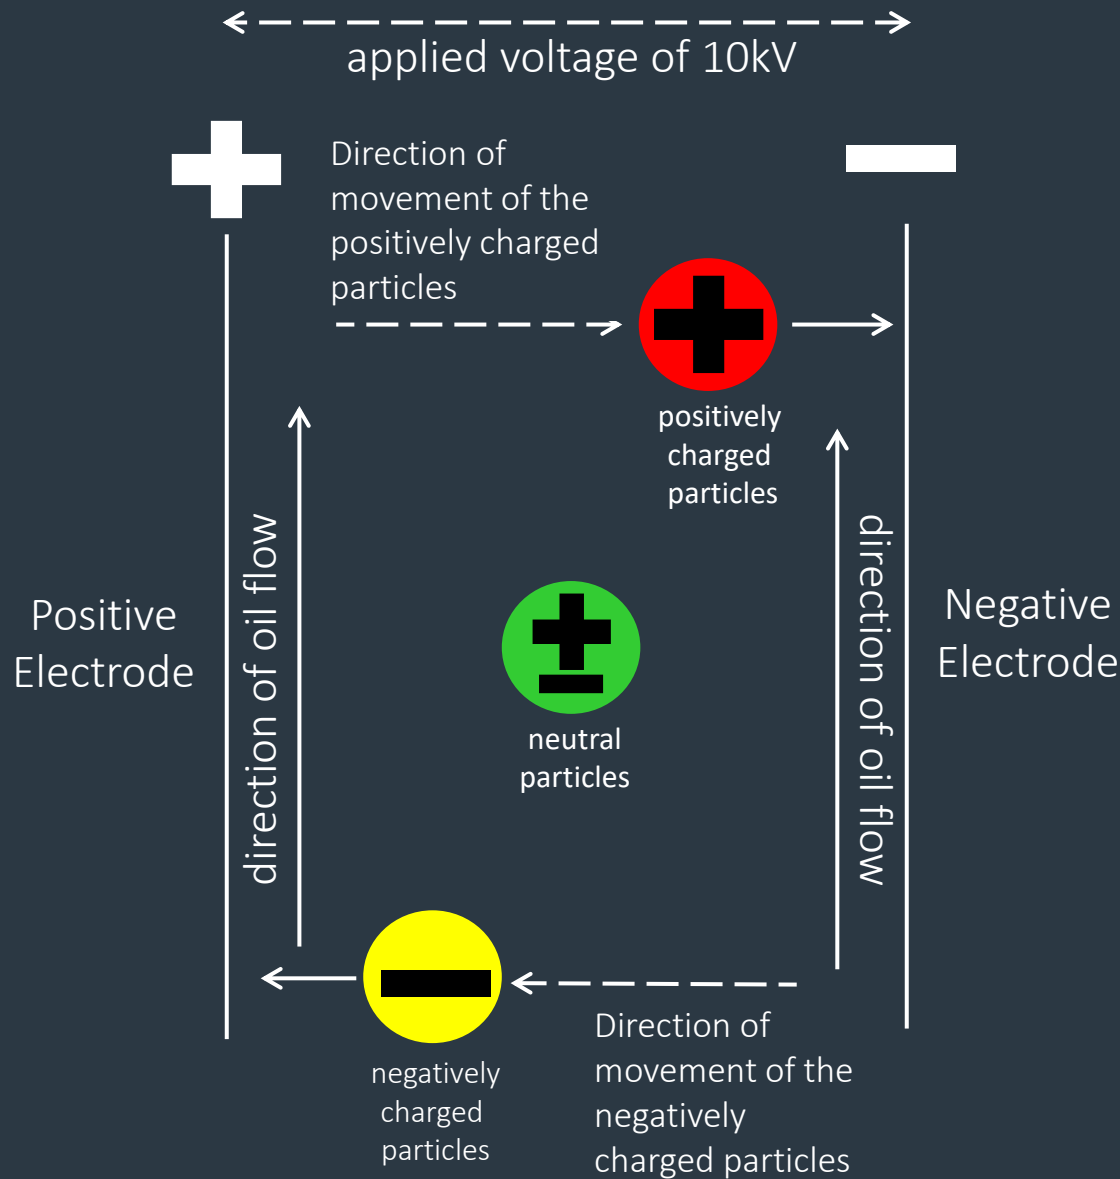 applied voltage of 10kV
Direction of
movement of the
positively charged
particles
positively
charged
particles
direction of oil flow
direction of oil flow
Positive
Electrode
Negative
Electrode
neutral
particles
negatively
charged
particles
Direction of
movement of the
negatively
charged particles